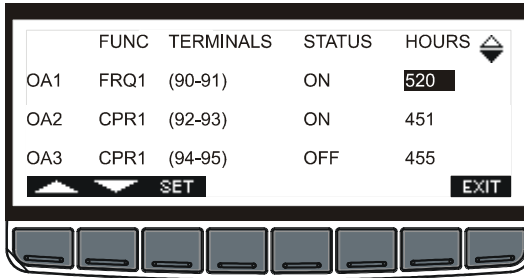 FUNC TERMINALS STATUS HOURS
OA1 FRQ1 (90-91) ON 520
OA2 CPR1 (92-93) ON 451
OA3 CPR1 (94-95) OFF 455
SET EXIT